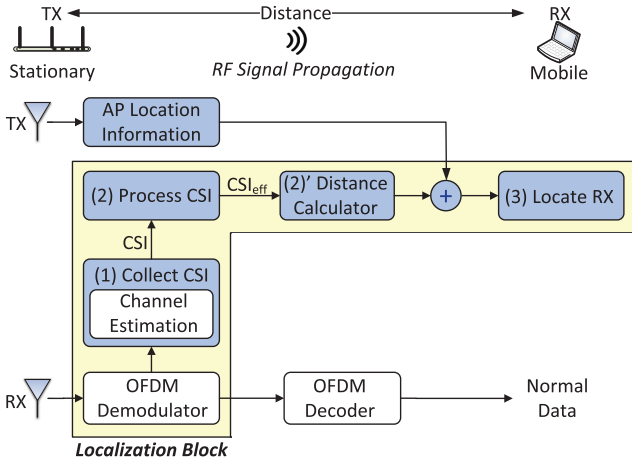 TX
Distance
RX
Stationary
RF Signal Propagation
Mobile
TX
AP Location
Information
(2) Process CSI
CSIeff
(2)' Distance
Calculator
+
(3) Locate RX
CSI
(1) Collect CSI
Channel
Estimation
RX
OFDM
Demodulator
OFDM
Decoder
Normal
Data
Localization Block